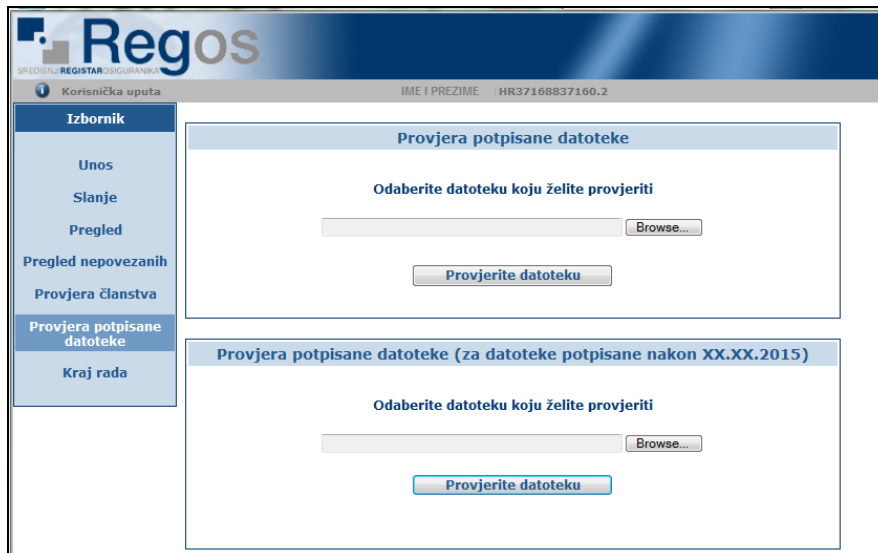 Regos
SREDIŠNJI REGISTAR OSIGURANIKA
Korisnička uputa
IME I PREZIME HR37168837160.2
Izbornik
Unos
Slanje
Pregled
Pregled nepovezanih
Provjera članstva
Provjera potpisane
datoteke
Kraj rada
Provjera potpisane datoteke
Odaberite datoteku koju želite provjeriti
Browse...
Provjerite datoteku
Provjera potpisane datoteke (za datoteke potpisane nakon XX.XX.2015)
Odaberite datoteku koju želite provjeriti
Browse...
Provjerite datoteku